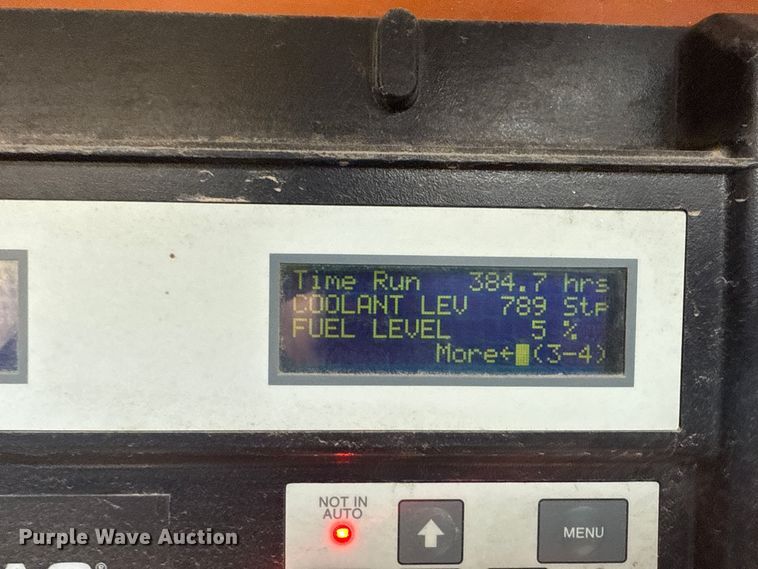 Time Run 384.7 hrs
COOLANT LEV 789 Stp
FUEL LEVEL 5 %
More← (3-4)
NOT IN
AUTO
MENU
Purple Wave Auction